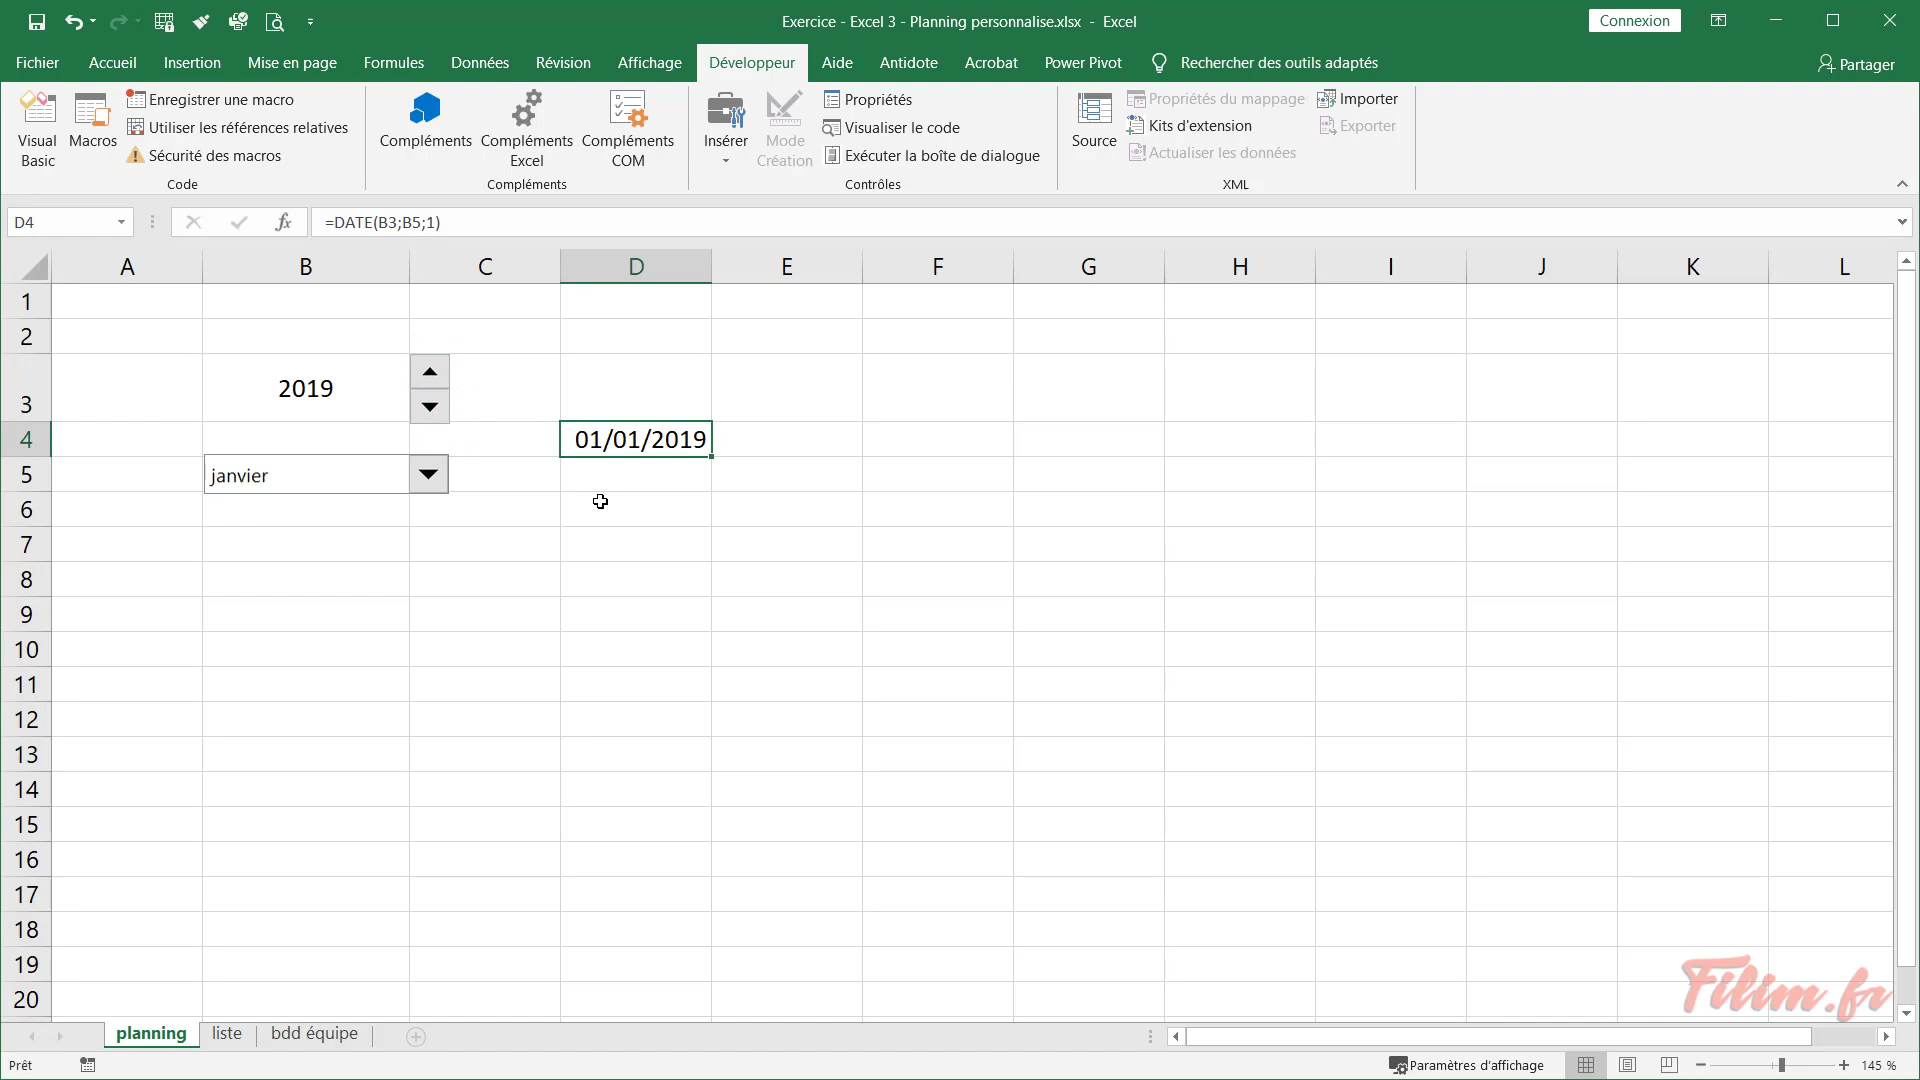 Exercice - Excel 3 - Planning personnalise.xlsx - Excel
Connexion
Fichier Accueil Insertion Mise en page Formules Données Révision Affichage Développeur Aide Antidote Acrobat Power Pivot Rechercher des outils adaptés Partager
Visual Basic
Macros
Enregistrer une macro
Utiliser les références relatives
Sécurité des macros
Code
Compléments
Compléments Excel
Compléments COM
Compléments
Insérer
Mode Création
Propriétés
Visualiser le code
Exécuter la boîte de dialogue
Contrôles
Source
Propriétés du mappage
Kits d'extension
Actualiser les données
Importer
Exporter
XML
D4
fx
=DATE(B3;B5;1)
A B C D E F G H I J K L
1
2
3 2019
4 01/01/2019
5 janvier
6
7
8
9
10
11
12
13
14
15
16
17
18
19
20
Filim.fr
planning liste bdd équipe
Prêt
Paramètres d'affichage
145 %